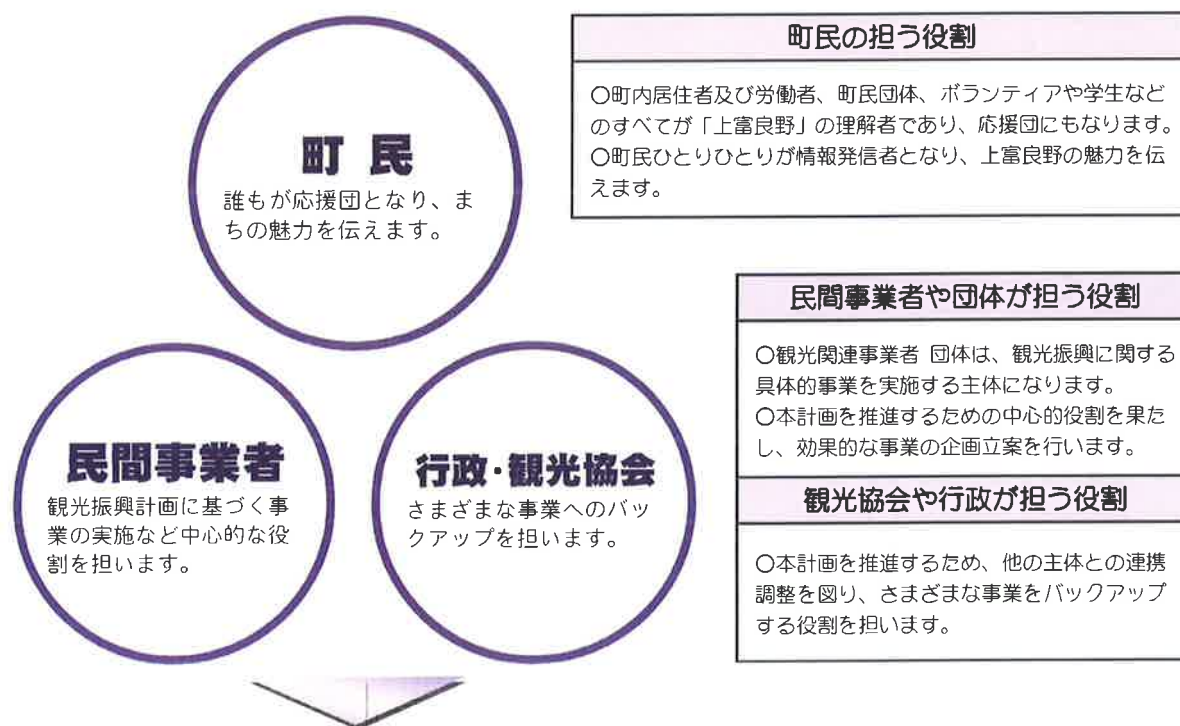 町 民
誰もが応援団となり、ま
ちの魅力を伝えます。
町民の担う役割
〇町内居住者及び労働者、町民団体、ボランティアや学生など
のすべてが「上富良野」の理解者であり、応援団にもなります。
〇町民ひとりひとりが情報発信者となり、上富良野の魅力を伝
えます。
民間事業者
観光振興計画に基づく事
業の実施など中心的な役
割を担います。
行政・観光協会
さまざまな事業へのバッ
クアップを担います。
民間事業者や団体が担う役割
〇観光関連事業者 団体は、観光振興に関する
具体的事業を実施する主体になります。
〇本計画を推進するための中心的役割を果た
し、効果的な事業の企画立案を行います。
観光協会や行政が担う役割
〇本計画を推進するため、他の主体との連携
調整を図り、さまざまな事業をバックアップ
する役割を担います。